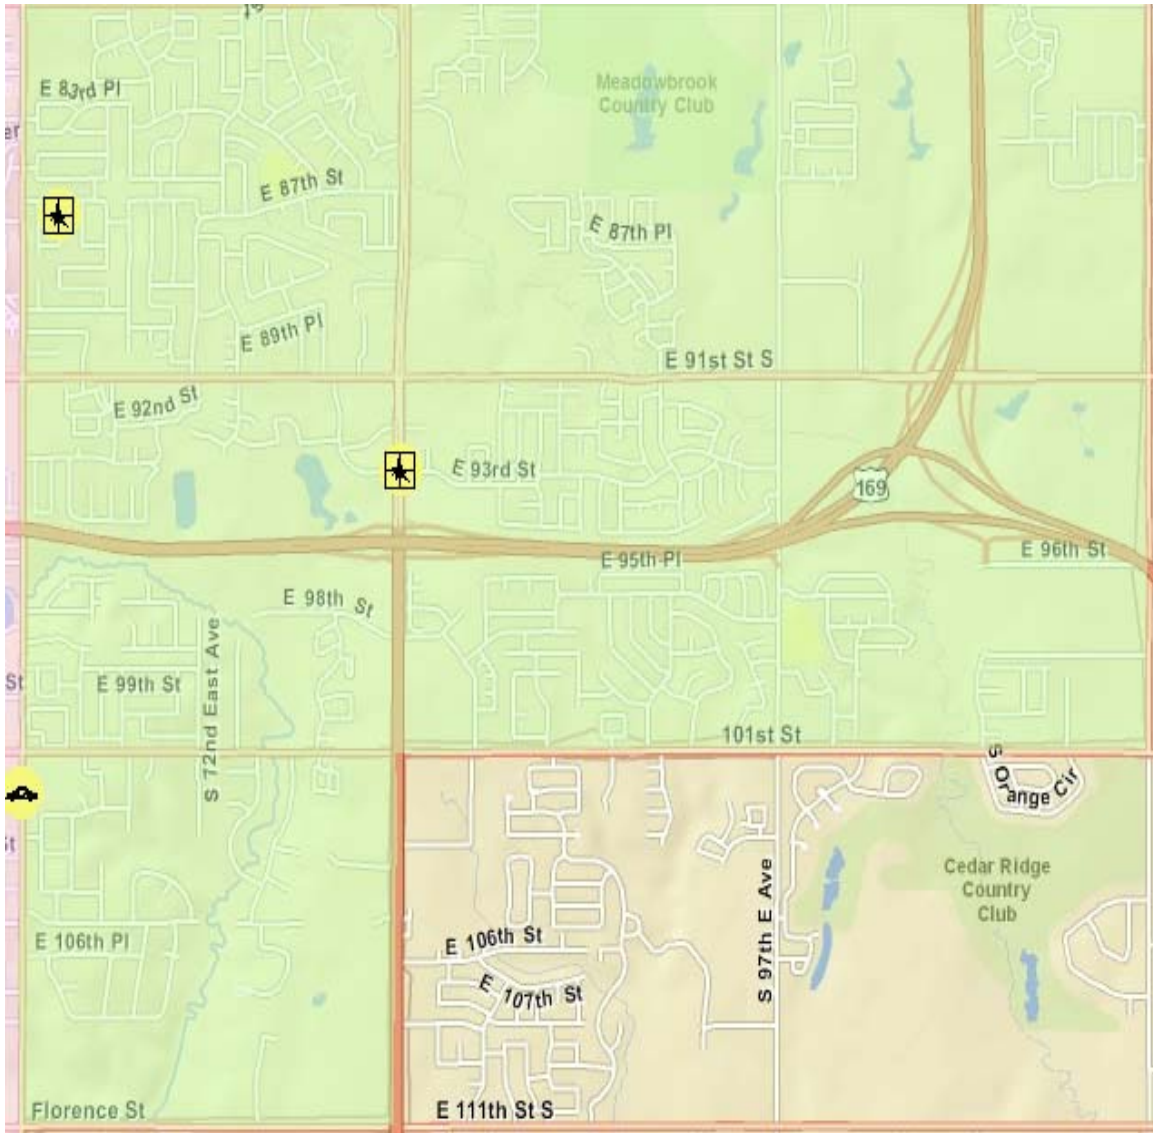 E 83rd Pl
Meadowbrook
Country Club
er
E 87th St
E 87th Pl
E 89th Pl
E 91st St S
E 92nd St
E 93rd St
169
E 95th Pl
E 96th St
E 98th St
S 72nd East Ave
St
E 99th St
101st St
S Orange Cir
St
Cedar Ridge
Country
Club
S 97th E Ave
E 106th Pl
E 106th St
E 107th St
Florence St
E 111th St S